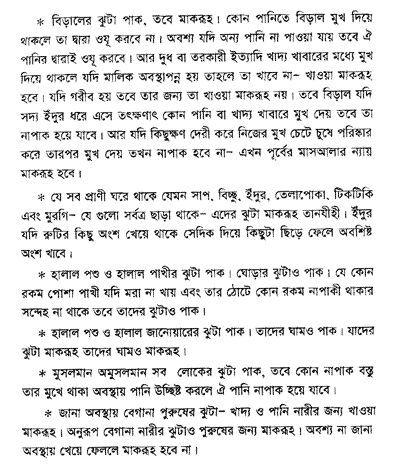 * বিড়ালের ঝুটা পাক, তবে মাকরূহ। কোন পানিতে বিড়াল মুখ দিয়ে
থাকলে তা দ্বারা ওযূ করবে না। অবশ্য যদি অন্য পানি না পাওয়া যায় তবে ঐ
পানির দ্বারাই ওযূ করবে। আর দুধ বা তরকারী ইত্যাদি খাদ্য খাবারের মধ্যে মুখ
দিয়ে থাকলে যদি মালিক অবস্থাপন্ন হয় তাহলে তা খাবে না- খাওয়া মাকরূহ
হবে। যদি গরীব হয় তবে তার জন্য তা খাওয়া মাকরূহ নয়। তবে বিড়াল যদি
সদ্য ইঁদুর ধরে এসে তৎক্ষণাৎ কোন পানি বা খাদ্য খাবারে মুখ দেয় তবে তা
নাপাক হয়ে যাবে। আর যদি কিছুক্ষণ দেরী করে নিজের মুখ চেটে চুষে পরিস্কার
করে তারপর মুখ দেয় তখন নাপাক হবে না- এখন পূর্বের মাসআলার ন্যায়
মাকরূহ হবে।
* যে সব প্রাণী ঘরে থাকে যেমন সাপ, বিচ্ছু, ইঁদুর, তেলাপোকা, টিকটিকি
এবং মুরগি- যে গুলো সর্বত্র ছাড়া থাকে- এদের ঝুটা মাকরূহ তানযীহী। ইঁদুর
যদি রুটির কিছু অংশ খেয়ে থাকে সেদিক দিয়ে কিছুটা ছিড়ে ফেলে অবশিষ্ট
অংশ খাবে।
* হালাল পশু ও হালাল পাখীর ঝুটা পাক। ঘোড়ার ঝুটাও পাক। যে কোন
রকম পোশা পাখী যদি মরা না খায় এবং তার ঠোটে কোন রকম নাপাকী থাকার
সন্দেহ না থাকে তবে তাদের ঝুটাও পাক।
* হালাল পশু ও হালাল জানোয়ারের ঝুটা পাক। তাদের ঘামও পাক। যাদের
ঝুটা মাকরূহ তাদের ঘামও মাকরূহ।
* মুসলমান অমুসলমান সব লোকের ঝুটা পাক, তবে কোন নাপাক বস্তু
তার মুখে থাকা অবস্থায় পানি উচ্ছিষ্ট করলে ঐ পানি নাপাক হয়ে যাবে।
* জানা অবস্থায় বেগানা পুরুষের ঝুটা- খাদ্য ও পানি নারীর জন্য খাওয়া
মাকরূহ। অনুরূপ বেগানা নারীর ঝুটাও পুরুষের জন্য মাকরূহ। অবশ্য না জানা
অবস্থায় খেয়ে ফেললে মাকরূহ হবে না।